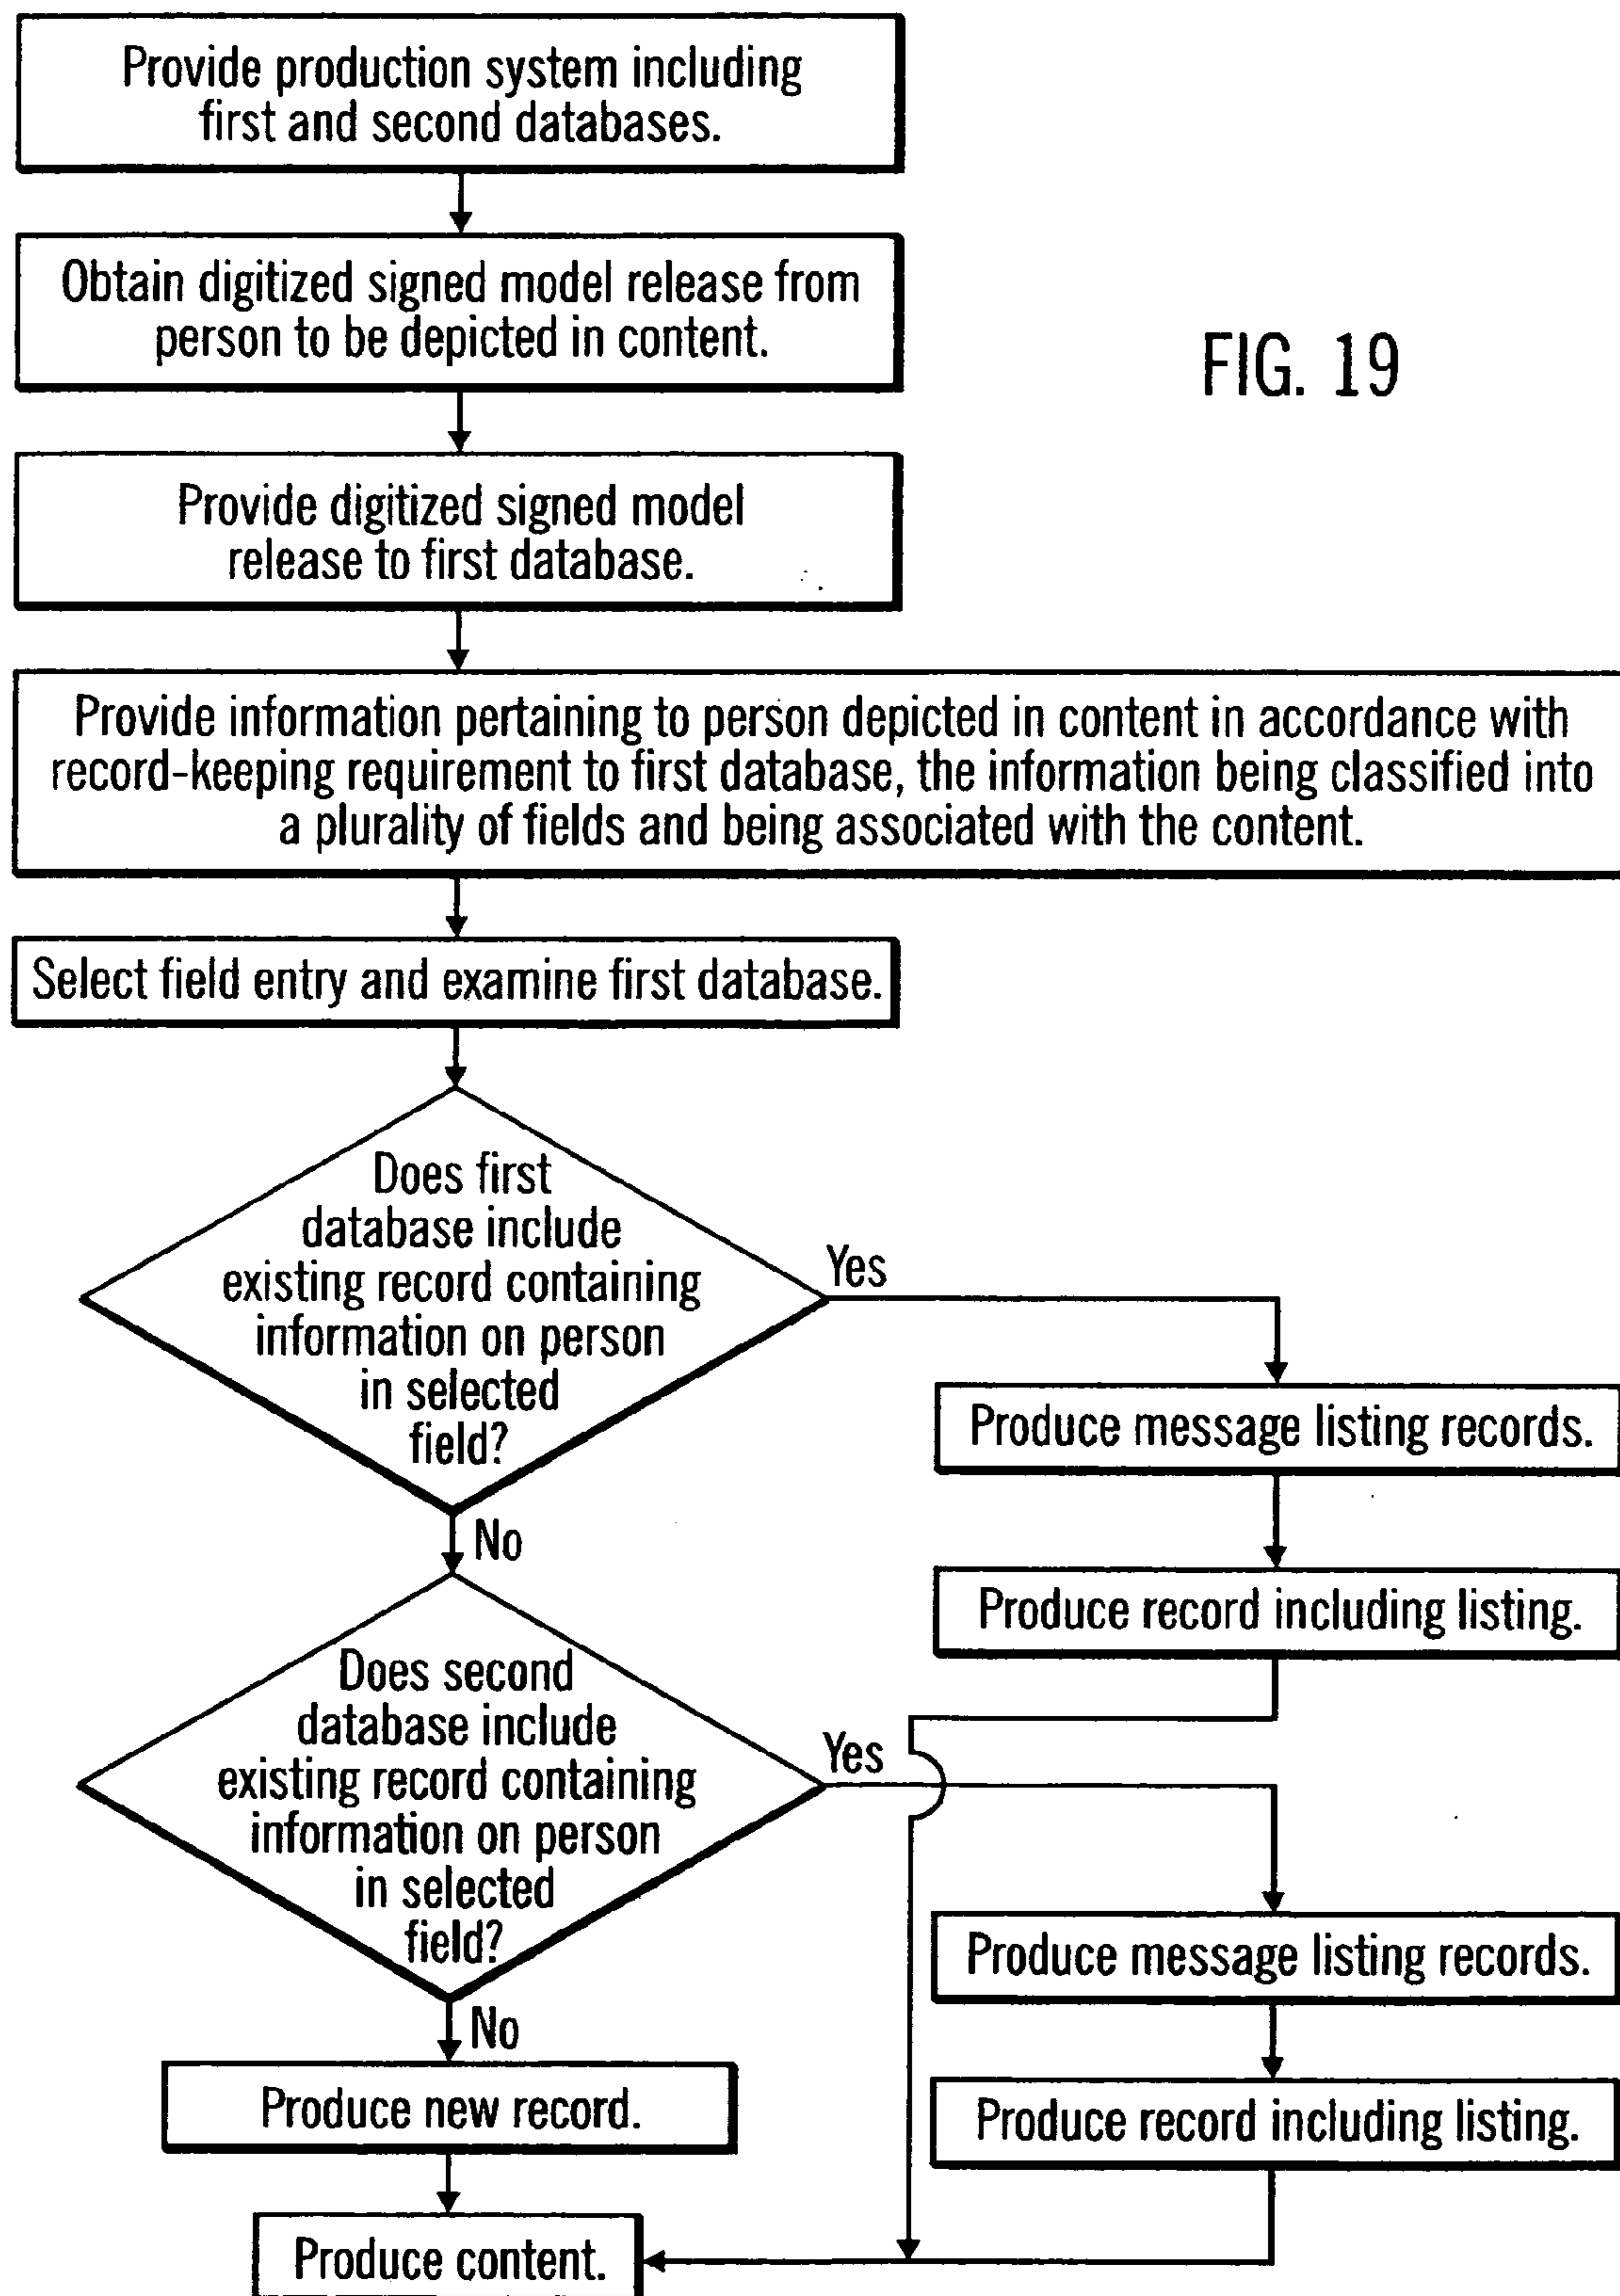 Provide production system including
first and second databases.
Obtain digitized signed model release from
person to be depicted in content.
FIG. 19
Provide digitized signed model
release to first database.
Provide information pertaining to person depicted in content in accordance with
record-keeping requirement to first database, the information being classified into
a plurality of fields and being associated with the content.
Select field entry and examine first database.
Does first
database include
existing record containing
information on person
in selected
field?
Yes
Produce message listing records.
Produce record including listing.
No
Does second
database include
existing record containing
information on person
in selected
field?
Yes
Produce message listing records.
Produce record including listing.
No
Produce new record.
Produce content.